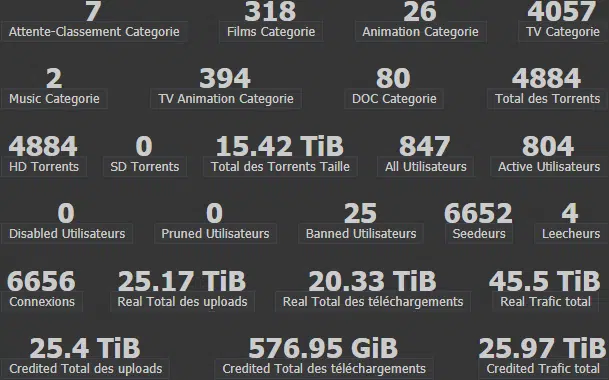 7 318 26 4057
Attente-Classement Categorie Films Categorie Animation Categorie TV Categorie
2 394 80 4884
Music Categorie TV Animation Categorie DOC Categorie Total des Torrents
4884 0 15.42 TiB 847 804
HD Torrents SD Torrents Total des Torrents Taille All Utilisateurs Active Utilisateurs
0 0 25 6652 4
Disabled Utilisateurs Pruned Utilisateurs Banned Utilisateurs Seedeurs Leecheurs
6656 25.17 TiB 20.33 TiB 45.5 TiB
Connexions Real Total des uploads Real Total des téléchargements Real Trafic total
25.4 TiB 576.95 GiB 25.97 TiB
Credited Total des uploads Credited Total des téléchargements Credited Trafic total